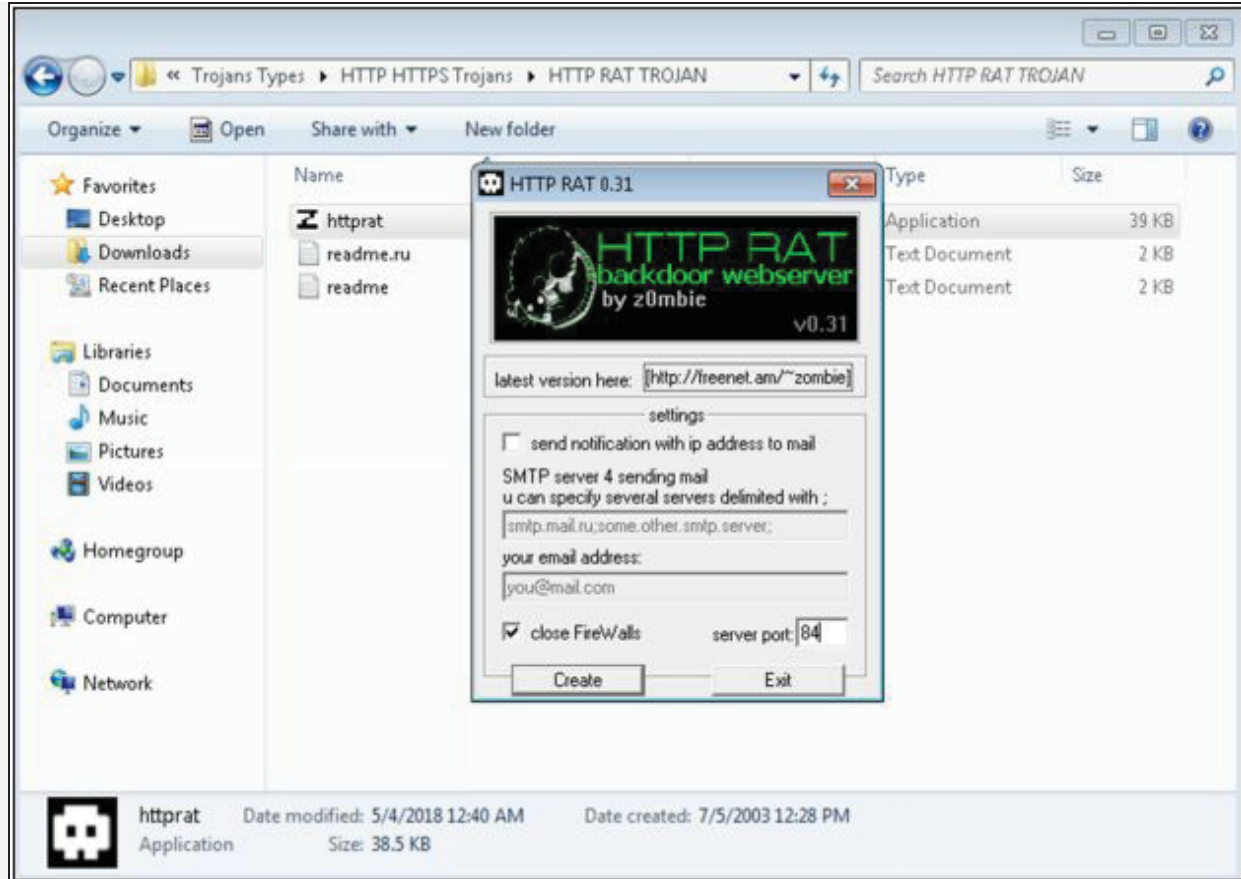 « Trojans Types ▸ HTTP HTTPS Trojans ▸ HTTP RAT TROJAN
Search HTTP RAT TROJAN
Organize Open Share with New folder
Favorites
Desktop
Downloads
Recent Places
Libraries
Documents
Music
Pictures
Videos
Homegroup
Computer
Network
Name Type Size
httprat Application 39 KB
readme.ru Text Document 2 KB
readme Text Document 2 KB
HTTP RAT 0.31
HTTP RAT
backdoor webserver
by z0mbie
v0.31
latest version here: [http://freenet.am/~zombie]
settings
send notification with ip address to mail
SMTP server 4 sending mail
u can specify several servers delimited with ;
smtp.mail.ru;some.other.smtp.server;
your email address:
you@mail.com
close FireWalls server port: 84
Create Exit
httprat Date modified: 5/4/2018 12:40 AM Date created: 7/5/2003 12:28 PM
Application Size: 38.5 KB